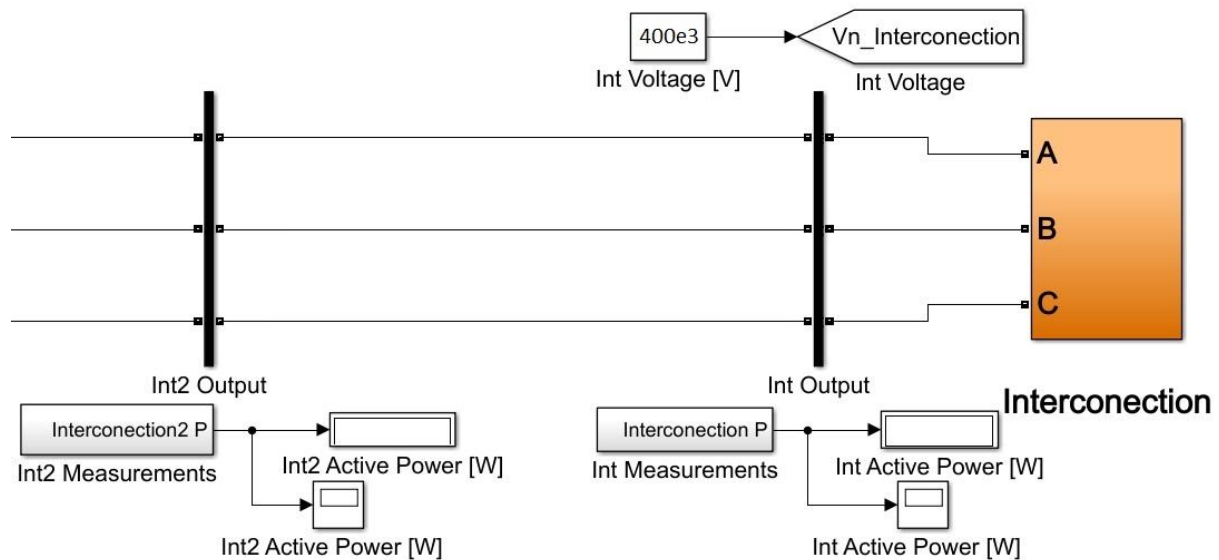 400e3
Vn_Interconection
Int Voltage [V]
Int Voltage
A
B
C
Int2 Output
Int Output
Interconection
Interconection2 P
Int2 Measurements
Int2 Active Power [W]
Int2 Active Power [W]
Interconection P
Int Measurements
Int Active Power [W]
Int Active Power [W]